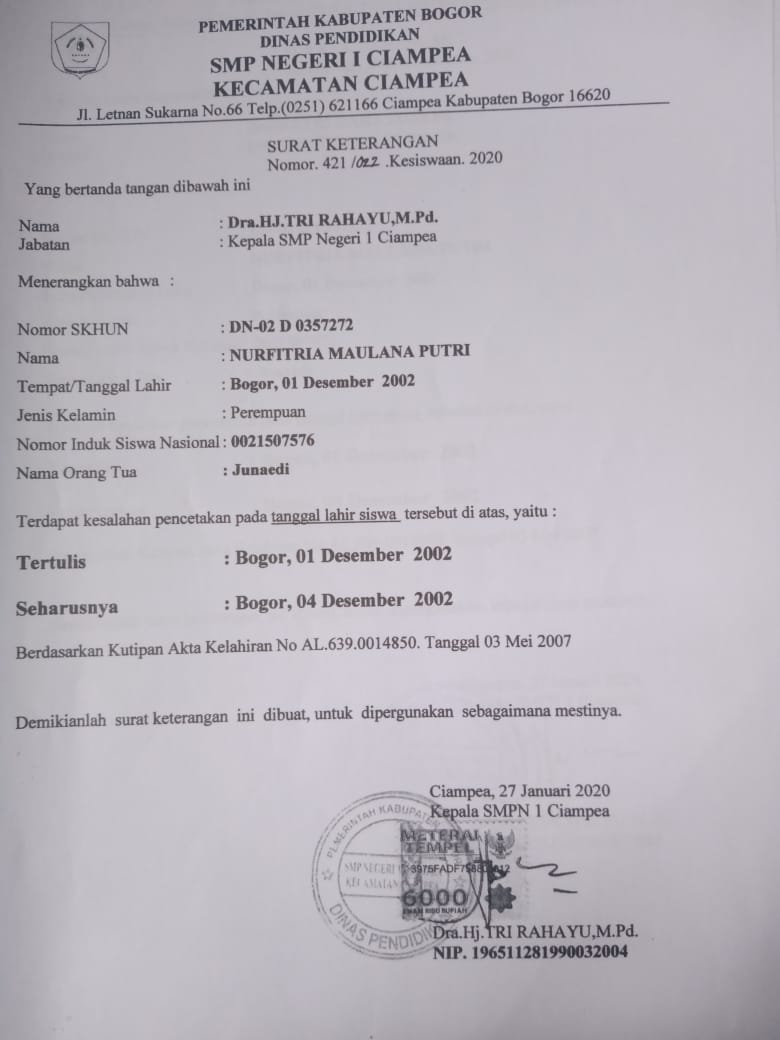 PEMERINTAH KABUPATEN BOGOR
DINAS PENDIDIKAN
SMP NEGERI I CIAMPEA
KECAMATAN CIAMPEA
Jl. Letnan Sukarna No.66 Telp.(0251) 621166 Ciampea Kabupaten Bogor 16620
SURAT KETERANGAN
Nomor. 421 /022 .Kesiswaan. 2020
Yang bertanda tangan dibawah ini
Nama : Dra.HJ.TRI RAHAYU,M.Pd.
Jabatan : Kepala SMP Negeri 1 Ciampea
Menerangkan bahwa :
Nomor SKHUN : DN-02 D 0357272
Nama : NURFITRIA MAULANA PUTRI
Tempat/Tanggal Lahir : Bogor, 01 Desember 2002
Jenis Kelamin : Perempuan
Nomor Induk Siswa Nasional : 0021507576
Nama Orang Tua : Junaedi
Terdapat kesalahan pencetakan pada tanggal lahir siswa tersebut di atas, yaitu :
Tertulis : Bogor, 01 Desember 2002
Seharusnya : Bogor, 04 Desember 2002
Berdasarkan Kutipan Akta Kelahiran No AL.639.0014850. Tanggal 03 Mei 2007
Demikianlah surat keterangan ini dibuat, untuk dipergunakan sebagaimana mestinya.
Ciampea, 27 Januari 2020
Kepala SMPN 1 Ciampea
PEMERINTAH KABUPATEN
METERAI
TEMPEL
SMP NEGERI
KECAMATAN
6000
ENAM RIBU RUPIAH
DINAS PENDIDIK
Dra.Hj.TRI RAHAYU,M.Pd.
NIP. 196511281990032004